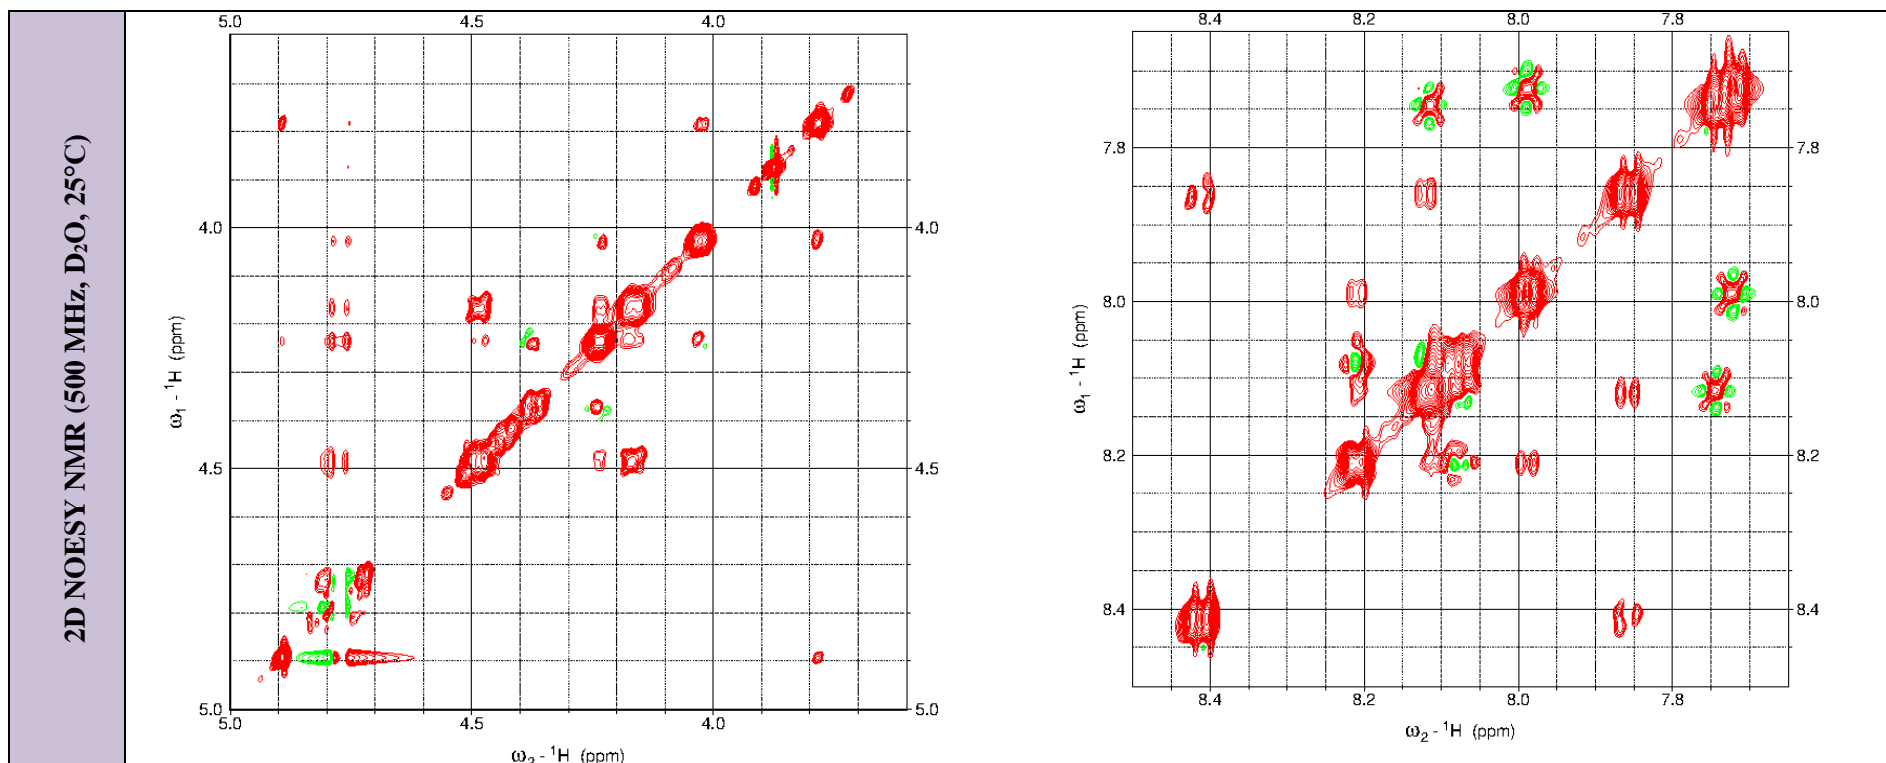 2D NOESY NMR (500 MHz, D₂O, 25°C)
5.0 4.5 4.0
4.0 4.0
4.5 4.5
5.0 5.0
5.0 4.5 4.0
ω₁ - ¹H (ppm)
ω₂ - ¹H (ppm)
8.4 8.2 8.0 7.8
7.8 7.8
8.0 8.0
8.2 8.2
8.4 8.4
8.4 8.2 8.0 7.8
ω₁ - ¹H (ppm)
ω₂ - ¹H (ppm)